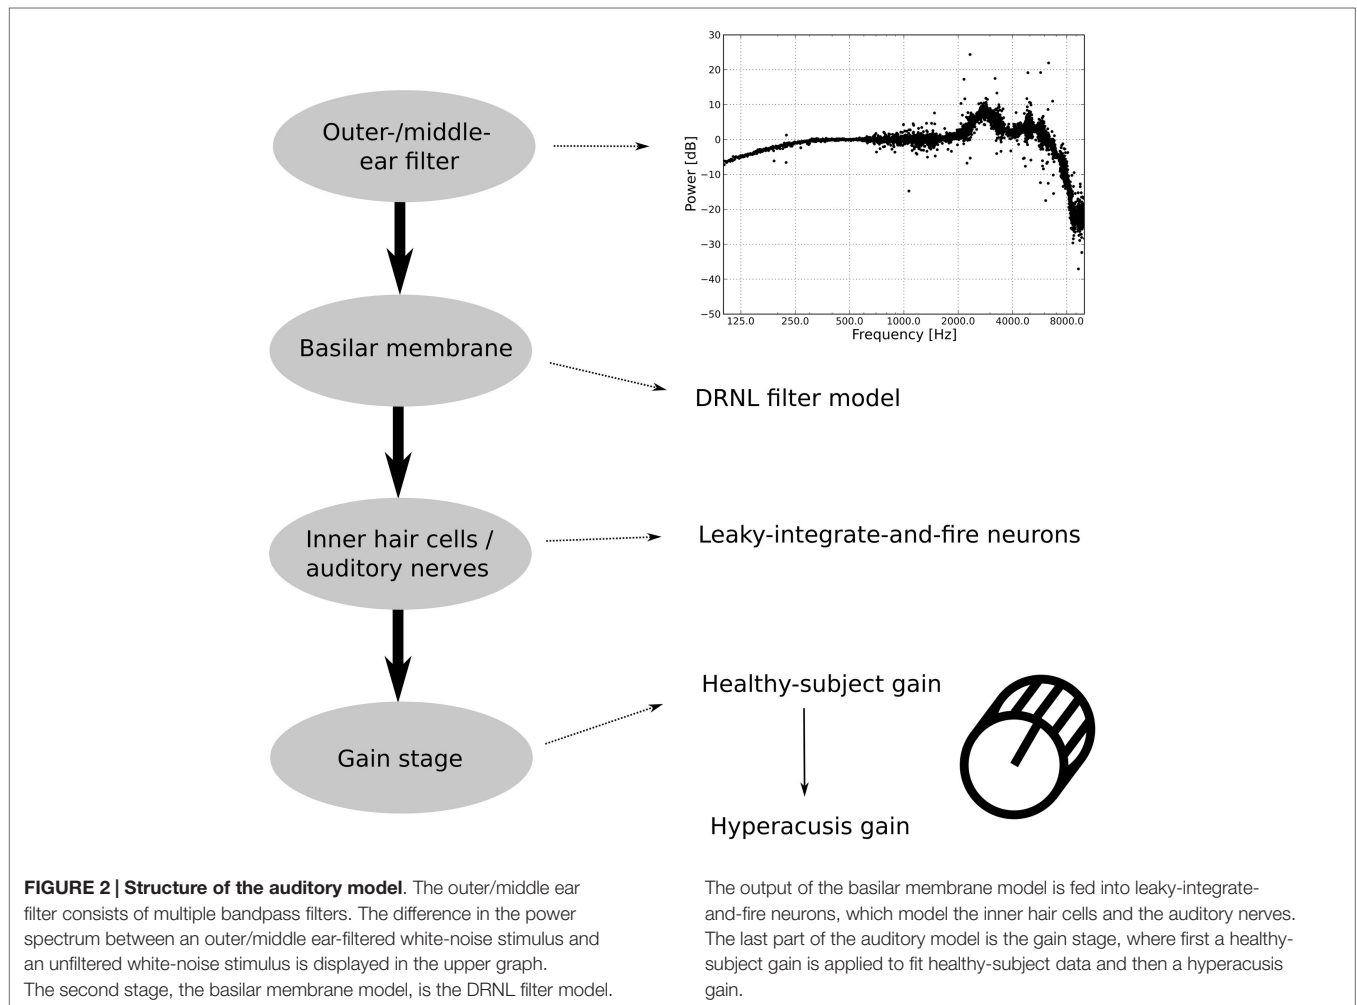 Outer-/middle-
ear filter
30
20
10
0
−10
−20
−30
−40
−50
Power [dB]
125.0 250.0 500.0 1000.0 2000.0 4000.0 8000.0
Frequency [Hz]
Basilar membrane
DRNL filter model
Inner hair cells /
auditory nerves
Leaky-integrate-and-fire neurons
Gain stage
Healthy-subject gain
Hyperacusis gain
FIGURE 2 | Structure of the auditory model. The outer/middle ear
filter consists of multiple bandpass filters. The difference in the power
spectrum between an outer/middle ear-filtered white-noise stimulus and
an unfiltered white-noise stimulus is displayed in the upper graph.
The second stage, the basilar membrane model, is the DRNL filter model.
The output of the basilar membrane model is fed into leaky-integrate-
and-fire neurons, which model the inner hair cells and the auditory nerves.
The last part of the auditory model is the gain stage, where first a healthy-
subject gain is applied to fit healthy-subject data and then a hyperacusis
gain.